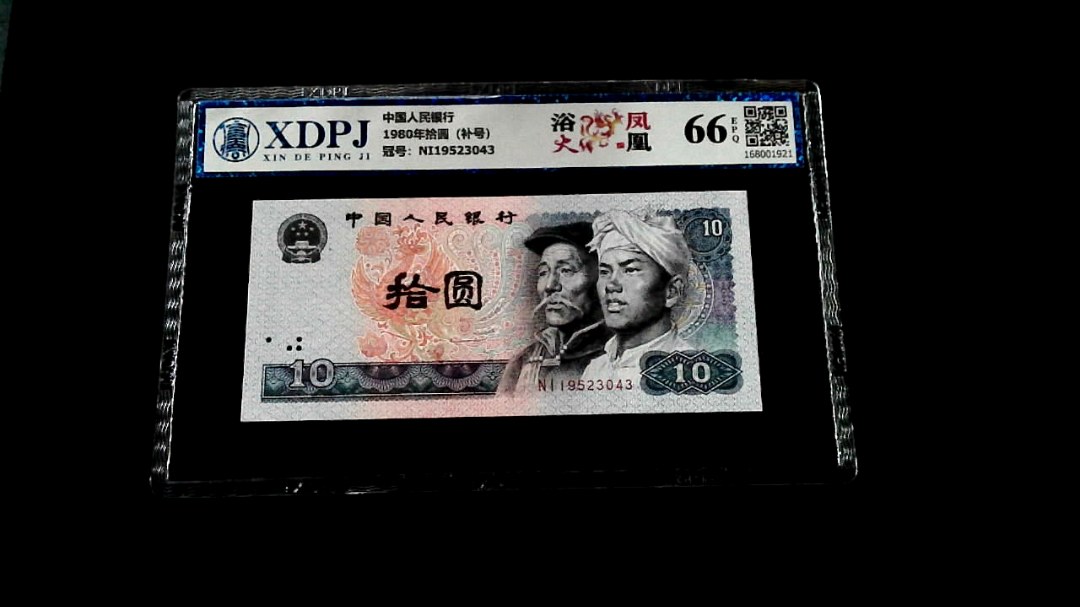 XDPJ
XIN DE PING JI
中国人民银行
1980年拾圆（补号）
冠号：NI19523043
浴火
凤凰
66
EPQ
168001921
中国人民银行
10
拾圆
10
NI19523043
10